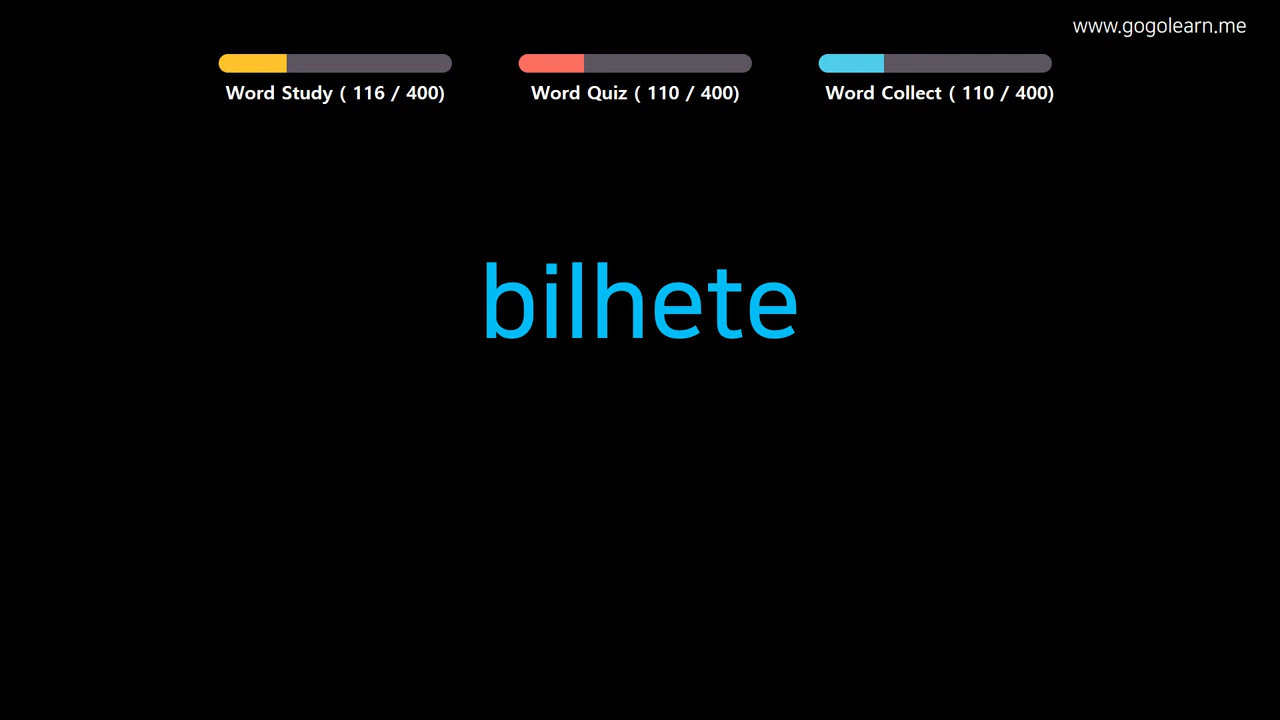 www.gogolearn.me
Word Study ( 116 / 400)
Word Quiz ( 110 / 400)
Word Collect ( 110 / 400)
bilhete